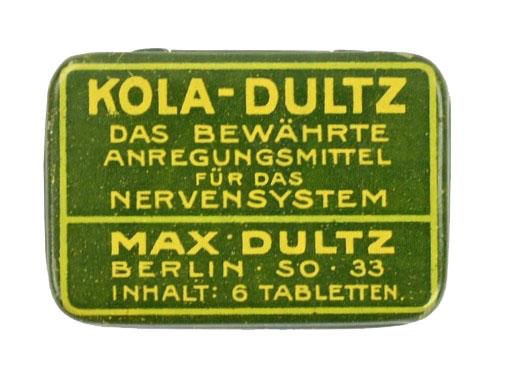 KOLA-DULTZ
DAS BEWÄHRTE
ANREGUNGSMITTEL
FÜR DAS
NERVENSYSTEM
MAX · DULTZ
BERLIN · SO · 33
INHALT: 6 TABLETTEN.